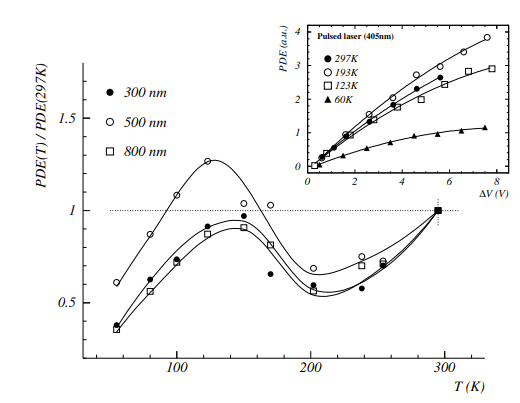 PDE(T) / PDE(297K)
1.5
1
0.5
300 nm
500 nm
800 nm
100
200
300
T (K)
PDE (a.u.)
4
3
2
1
0
Pulsed laser (405nm)
297K
193K
123K
60K
0 2 4 6 8
ΔV (V)